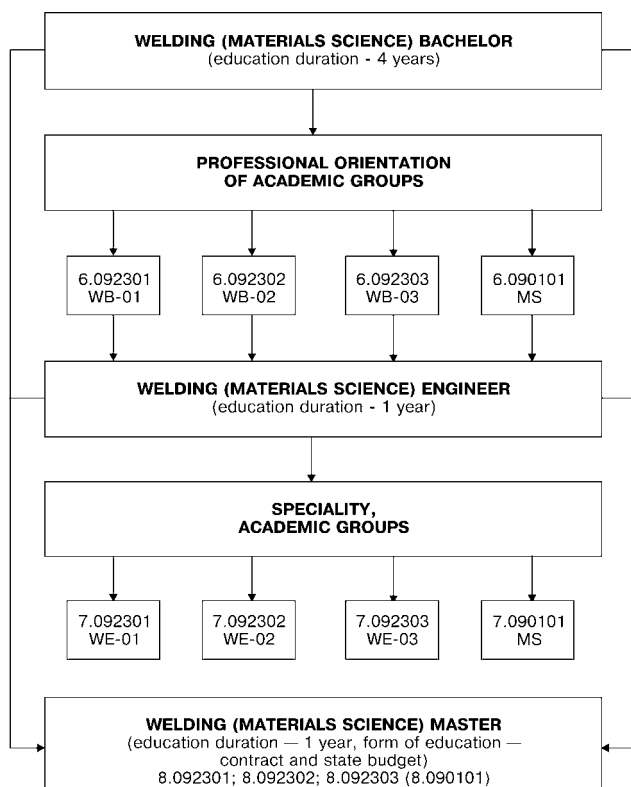 WELDING (MATERIALS SCIENCE) BACHELOR
(education duration - 4 years)
PROFESSIONAL ORIENTATION
OF ACADEMIC GROUPS
6.092301
WB-01
6.092302
WB-02
6.092303
WB-03
6.090101
MS
WELDING (MATERIALS SCIENCE) ENGINEER
(education duration - 1 year)
SPECIALITY,
ACADEMIC GROUPS
7.092301
WE-01
7.092302
WE-02
7.092303
WE-03
7.090101
MS
WELDING (MATERIALS SCIENCE) MASTER
(education duration — 1 year, form of education —
contract and state budget)
8.092301; 8.092302; 8.092303 (8.090101)